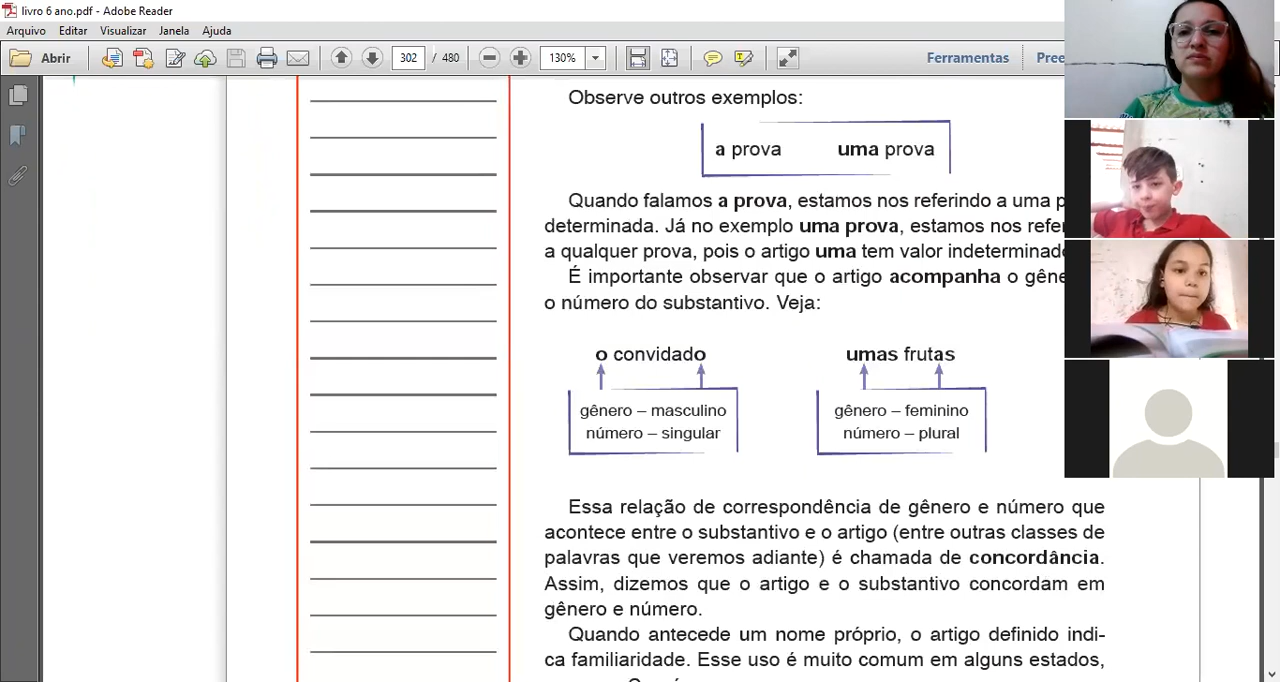 livro 6 ano.pdf - Adobe Reader
Arquivo Editar Visualizar Janela Ajuda
Abrir 302 / 480 130% Ferramentas Pree
Observe outros exemplos:
a prova uma prova
Quando falamos a prova, estamos nos referindo a uma p
determinada. Já no exemplo uma prova, estamos nos refer
a qualquer prova, pois o artigo uma tem valor indeterminado
É importante observar que o artigo acompanha o gêne
o número do substantivo. Veja:
o convidado umas frutas
gênero – masculino gênero – feminino
número – singular número – plural
Essa relação de correspondência de gênero e número que
acontece entre o substantivo e o artigo (entre outras classes de
palavras que veremos adiante) é chamada de concordância.
Assim, dizemos que o artigo e o substantivo concordam em
gênero e número.
Quando antecede um nome próprio, o artigo definido indi-
ca familiaridade. Esse uso é muito comum em alguns estados,